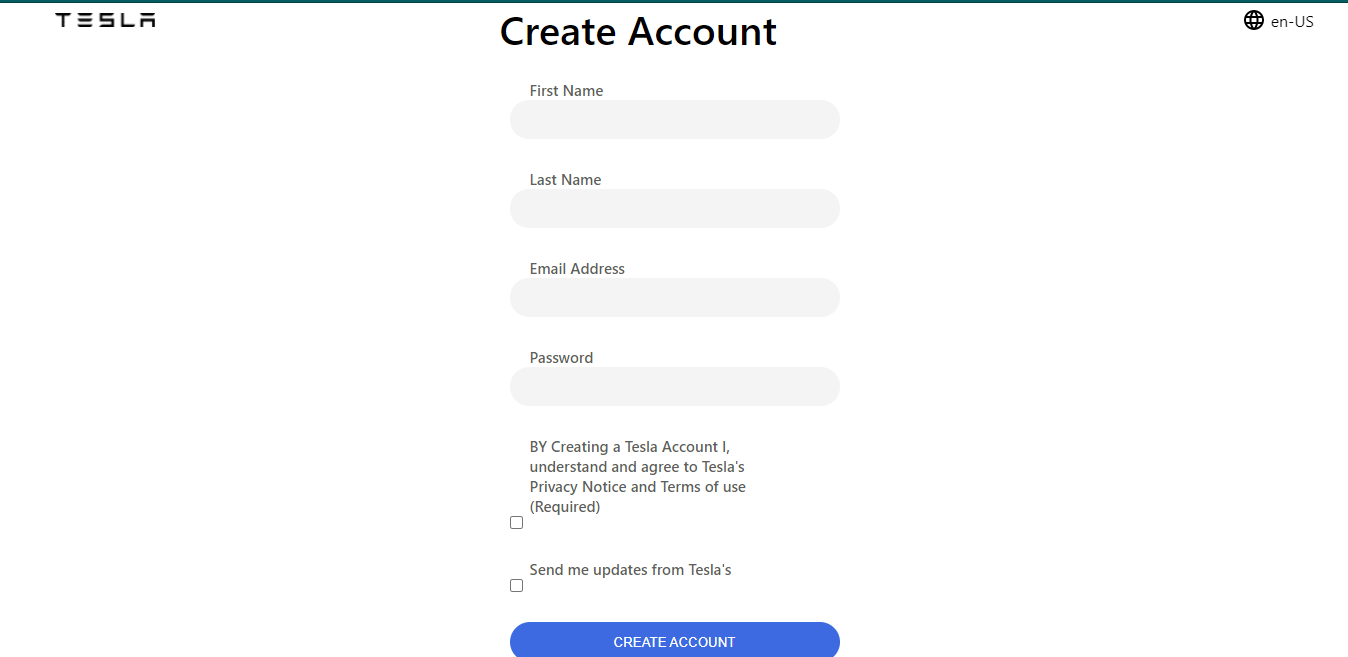 TESLA
Create Account
en-US
First Name
Last Name
Email Address
Password
BY Creating a Tesla Account I,
understand and agree to Tesla's
Privacy Notice and Terms of use
(Required)
Send me updates from Tesla's
CREATE ACCOUNT